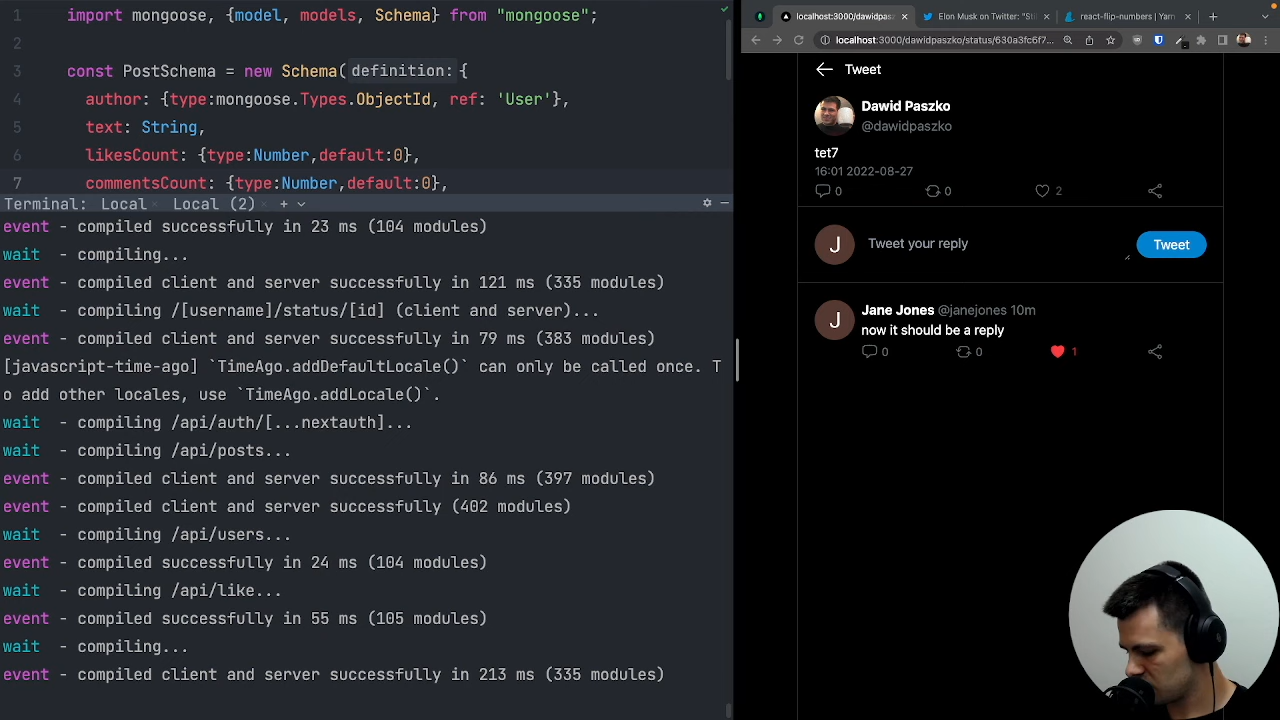 1 import mongoose, {model, models, Schema} from "mongoose";
2
3 const PostSchema = new Schema( definition: {
4 author: {type:mongoose.Types.ObjectId, ref: 'User'},
5 text: String,
6 likesCount: {type:Number,default:0},
7 commentsCount: {type:Number,default:0},
Terminal: Local × Local (2) × +
event - compiled successfully in 23 ms (104 modules)
wait - compiling...
event - compiled client and server successfully in 121 ms (335 modules)
wait - compiling /[username]/status/[id] (client and server)...
event - compiled client and server successfully in 79 ms (383 modules)
[javascript-time-ago] `TimeAgo.addDefaultLocale()` can only be called once. T
o add other locales, use `TimeAgo.addLocale()`.
wait - compiling /api/auth/[...nextauth]...
wait - compiling /api/posts...
event - compiled client and server successfully in 86 ms (397 modules)
event - compiled client and server successfully (402 modules)
wait - compiling /api/users...
event - compiled successfully in 24 ms (104 modules)
wait - compiling /api/like...
event - compiled successfully in 55 ms (105 modules)
wait - compiling...
event - compiled client and server successfully in 213 ms (335 modules)
localhost:3000/dawidpasz × Elon Musk on Twitter: "Sti × react-flip-numbers | Yarn × +
localhost:3000/dawidpaszko/status/630a3fc6f7...
Tweet
Dawid Paszko
@dawidpaszko
tet7
16:01 2022-08-27
0 0 2
J Tweet your reply Tweet
J Jane Jones @janejones 10m
now it should be a reply
0 0 1